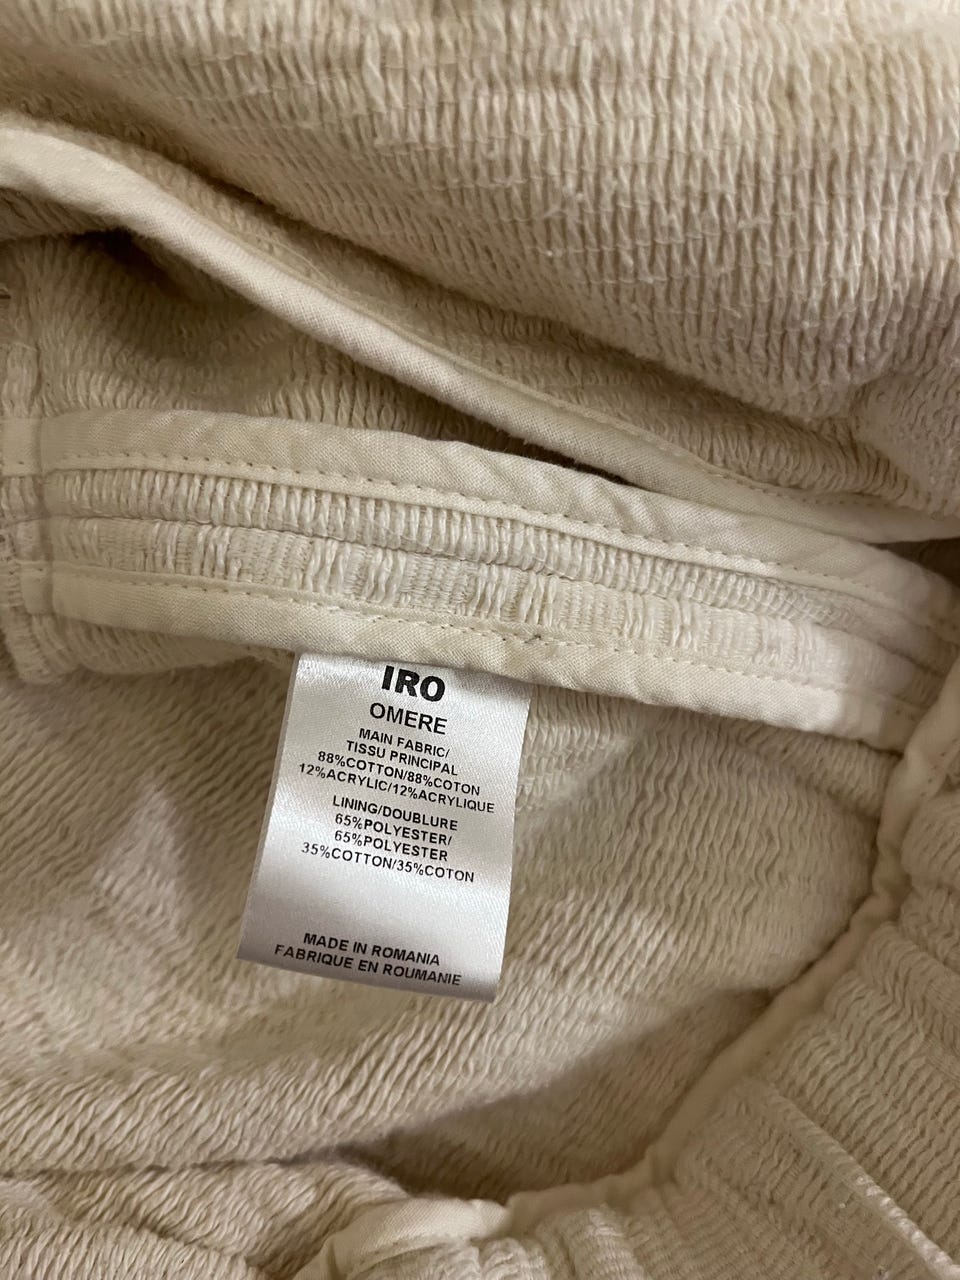 IRO
OMERE
MAIN FABRIC/
TISSU PRINCIPAL
88%COTTON/88%COTON
12%ACRYLIC/12%ACRYLIQUE
LINING/DOUBLURE
65%POLYESTER/
65%POLYESTER
35%COTTON/35%COTON
MADE IN ROMANIA
FABRIQUE EN ROUMANIE